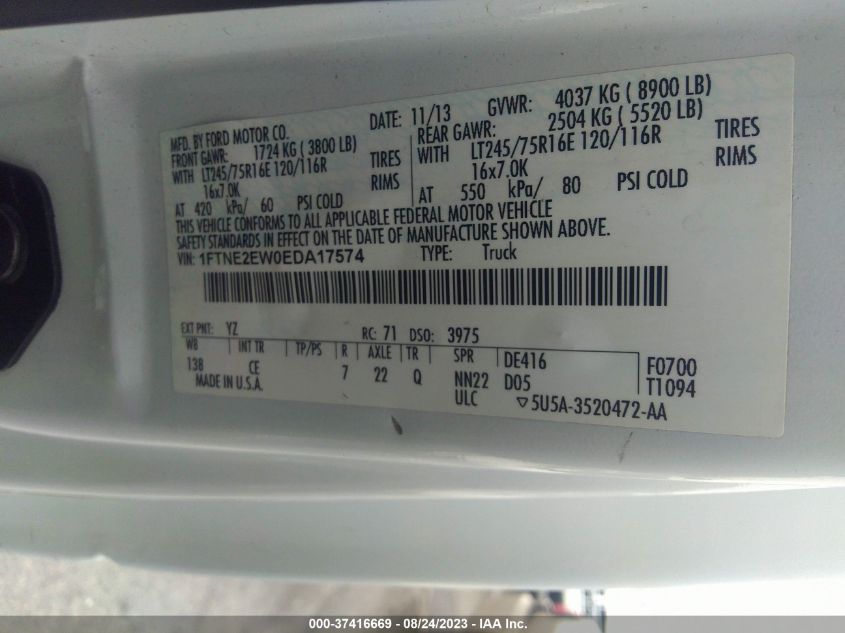 MFD. BY FORD MOTOR CO.
DATE: 11/13 GVWR: 4037 KG ( 8900 LB)
FRONT GAWR: 1724 KG ( 3800 LB)
REAR GAWR: 2504 KG ( 5520 LB)
WITH LT245/75R16E 120/116R TIRES
WITH LT245/75R16E 120/116R TIRES
16x7.0K RIMS
16x7.0K RIMS
AT 420 kPa/ 60 PSI COLD
AT 550 kPa/ 80 PSI COLD
THIS VEHICLE CONFORMS TO ALL APPLICABLE FEDERAL MOTOR VEHICLE
SAFETY STANDARDS IN EFFECT ON THE DATE OF MANUFACTURE SHOWN ABOVE.
VIN: 1FTNE2EW0EDA17574 TYPE: Truck
EXT PNT: YZ RC: 71 DSO: 3975
WB INT TR TP/PS R AXLE TR SPR DE416 F0700
138 CE 7 22 Q NN22 D05 T1094
MADE IN U.S.A. ULC ▽5U5A-3520472-AA
© 000-37416669 - 08/24/2023 - IAA Inc.